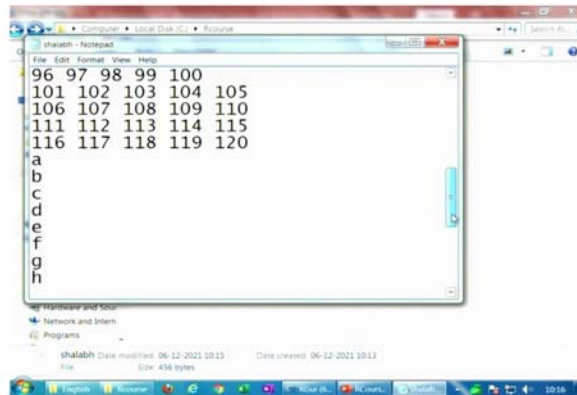 Computer Local Disk (C:) Rcourse
shalabh - Notepad
File Edit Format View Help
96 97 98 99 100
101 102 103 104 105
106 107 108 109 110
111 112 113 114 115
116 117 118 119 120
a
b
c
d
e
f
g
h
Hardware and Sou
Network and Intern
Programs
shalabh Date modified: 06-12-2021 10:15 Date created: 06-12-2021 10:13
File Size: 456 bytes
English Rcourse 10:16